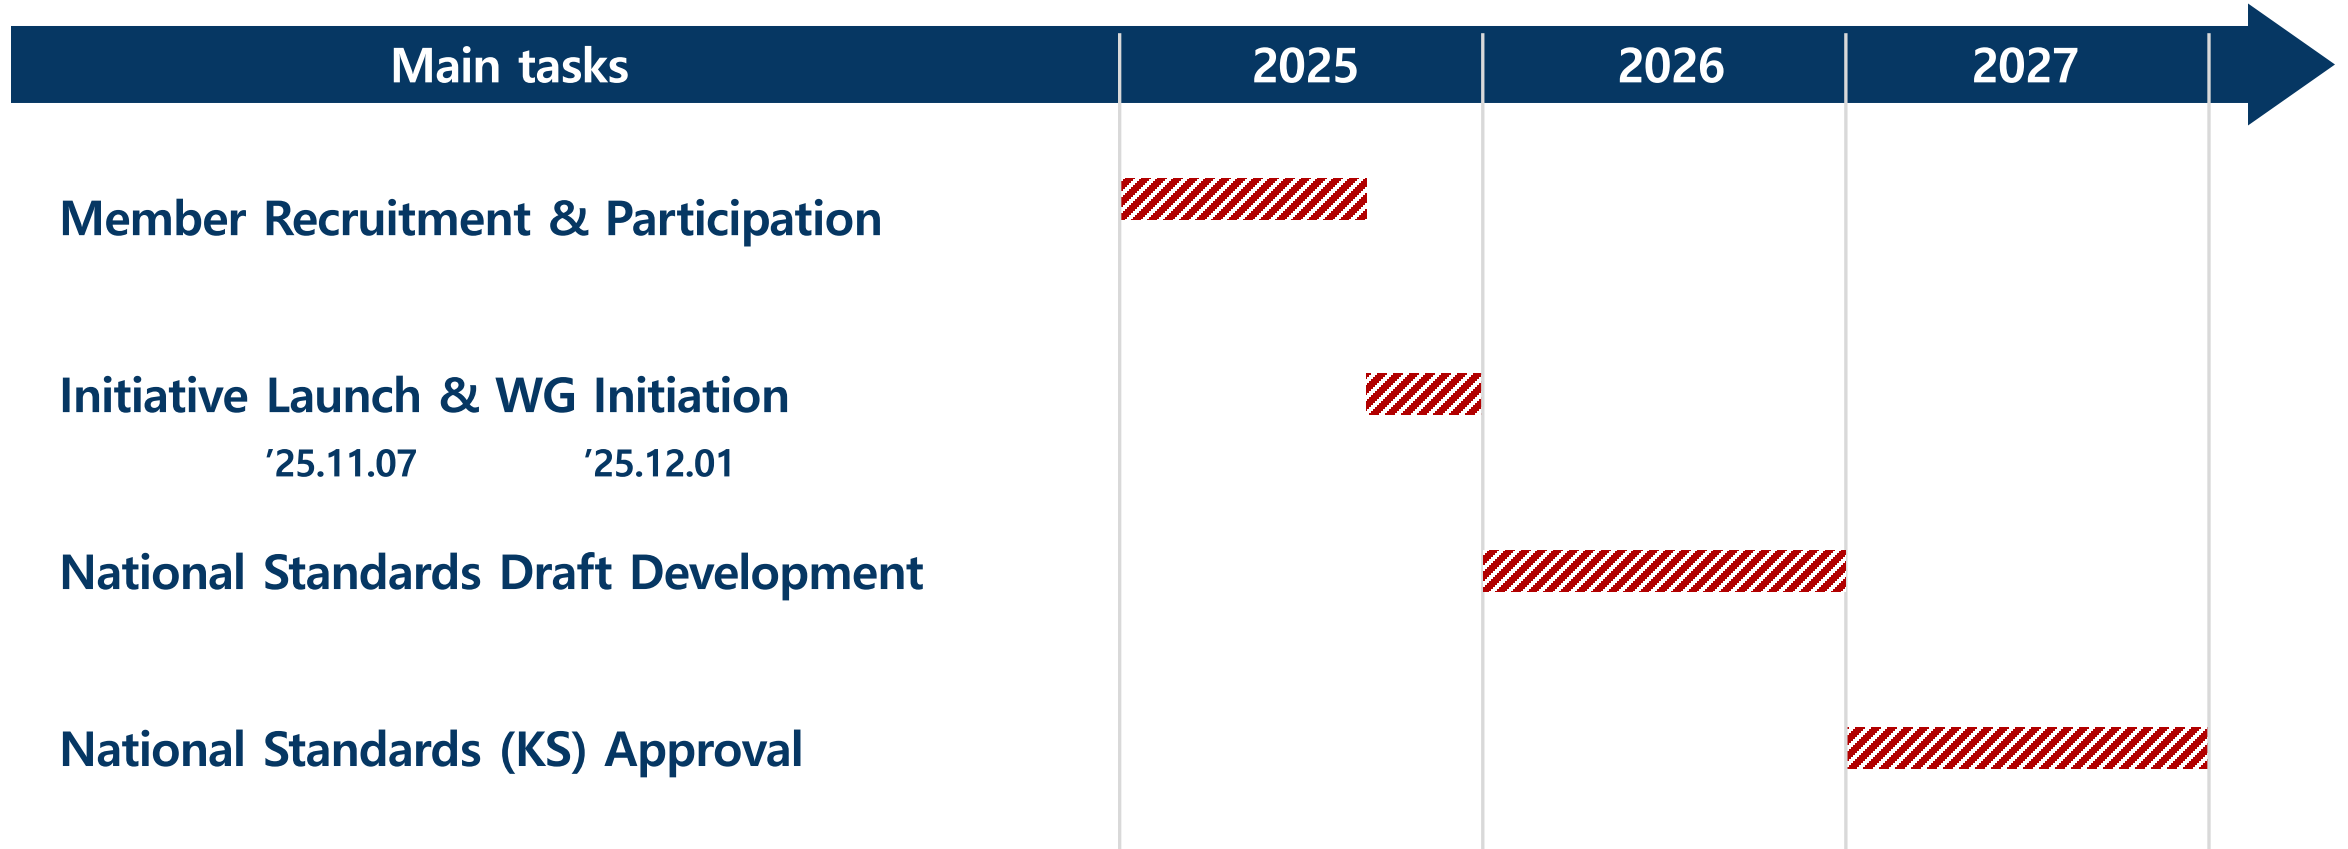 Main tasks 2025 2026 2027
Member Recruitment & Participation
Initiative Launch & WG Initiation
’25.11.07 ’25.12.01
National Standards Draft Development
National Standards (KS) Approval